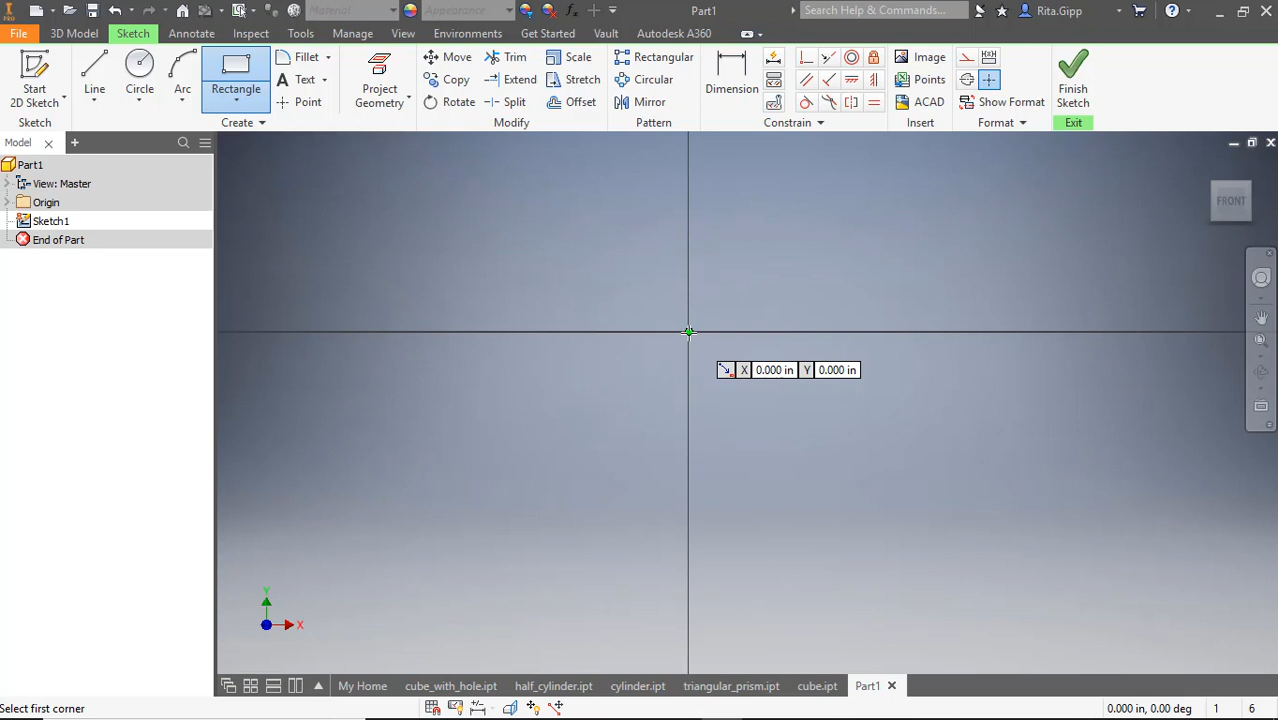 PRO Material Appearance Part1 Search Help & Commands... Rita.Gipp
File 3D Model Sketch Annotate Inspect Tools Manage View Environments Get Started Vault Autodesk A360
Start 2D Sketch Line Circle Arc Rectangle Fillet Text Point Project Geometry
Move Trim Scale
Copy Extend Stretch
Rotate Split Offset
Rectangular
Circular
Mirror
Dimension
Image
Points
ACAD
Show Format
Finish Sketch
Sketch Create Modify Pattern Constrain Insert Format Exit
Model
Part1
View: Master
Origin
Sketch1
End of Part
FRONT
X 0.000 in Y 0.000 in
Y
X
My Home cube_with_hole.ipt half_cylinder.ipt cylinder.ipt triangular_prism.ipt cube.ipt Part1
Select first corner 0.000 in, 0.00 deg 1 6